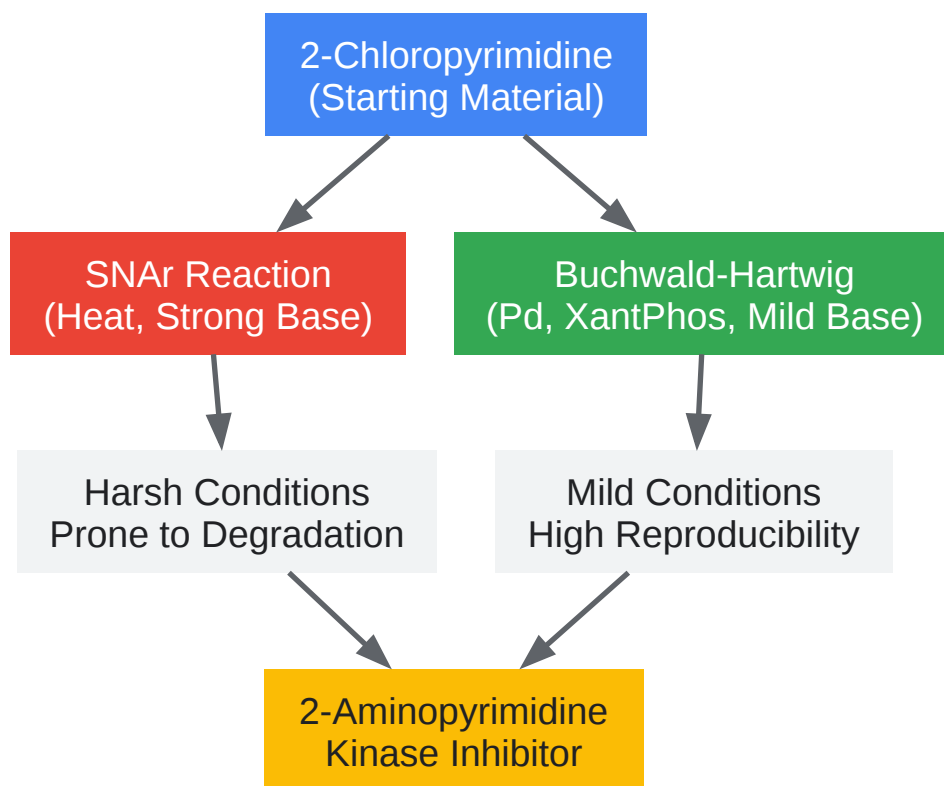 2-Chloropyrimidine
(Starting Material)
SNAr Reaction
(Heat, Strong Base)
Buchwald-Hartwig
(Pd, XantPhos, Mild Base)
Harsh Conditions
Prone to Degradation
Mild Conditions
High Reproducibility
2-Aminopyrimidine
Kinase Inhibitor